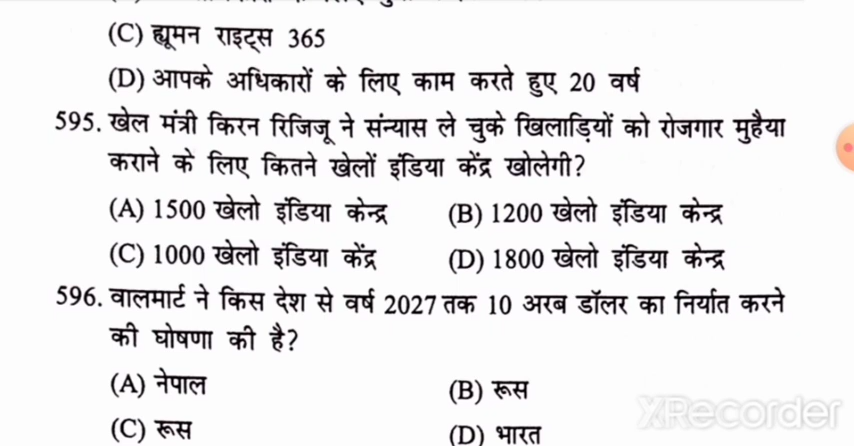 (C) ह्यूमन राइट्स 365
(D) आपके अधिकारों के लिए काम करते हुए 20 वर्ष
595. खेल मंत्री किरन रिजिजू ने संन्यास ले चुके खिलाड़ियों को रोजगार मुहैया
कराने के लिए कितने खेलों इंडिया केंद्र खोलेगी?
(A) 1500 खेलो इंडिया केन्द्र (B) 1200 खेलो इंडिया केन्द्र
(C) 1000 खेलो इंडिया केंद्र (D) 1800 खेलो इंडिया केन्द्र
596. वालमार्ट ने किस देश से वर्ष 2027 तक 10 अरब डॉलर का निर्यात करने
की घोषणा की है?
(A) नेपाल (B) रूस
(C) रूस (D) भारत
XRecorder